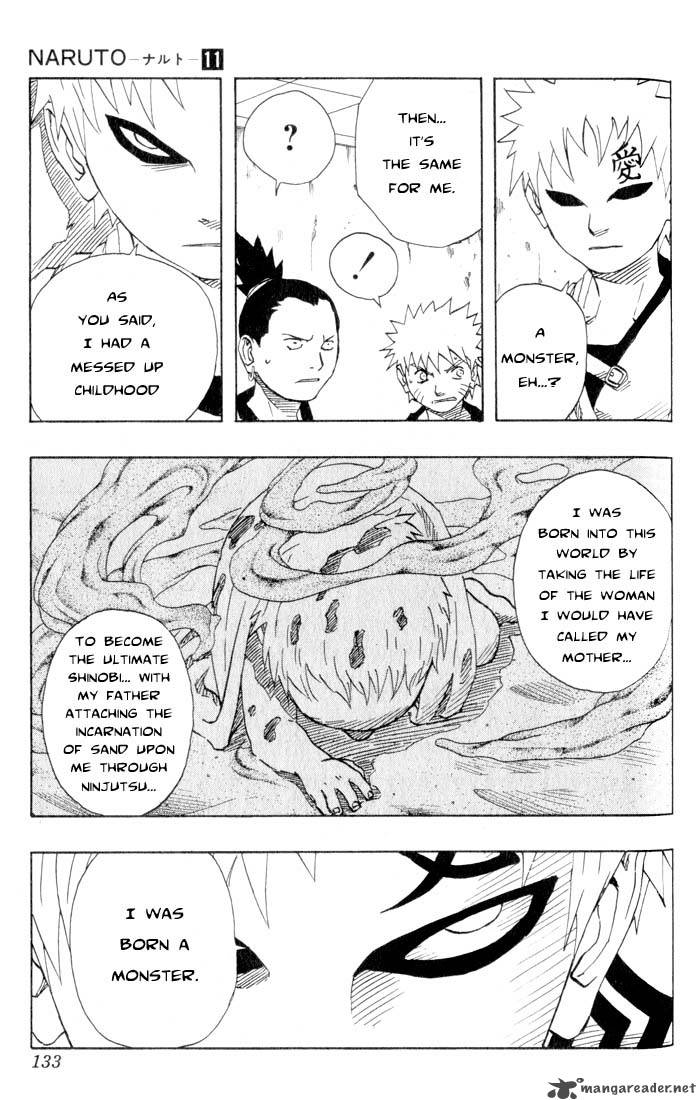 NARUTO—ナルト—11
A
MONSTER,
EH...?
THEN...
IT'S
THE SAME
FOR ME.
?
!
AS
YOU SAID,
I HAD A
MESSED UP
CHILDHOOD
愛
I WAS
BORN INTO THIS
WORLD BY
TAKING THE LIFE
OF THE WOMAN
I WOULD HAVE
CALLED MY
MOTHER...
TO BECOME
THE ULTIMATE
SHINOBI... WITH
MY FATHER
ATTACHING THE
INCARNATION
OF SAND UPON
ME THROUGH
NINJUTSU...
I WAS
BORN A
MONSTER.
133
mangareader.net